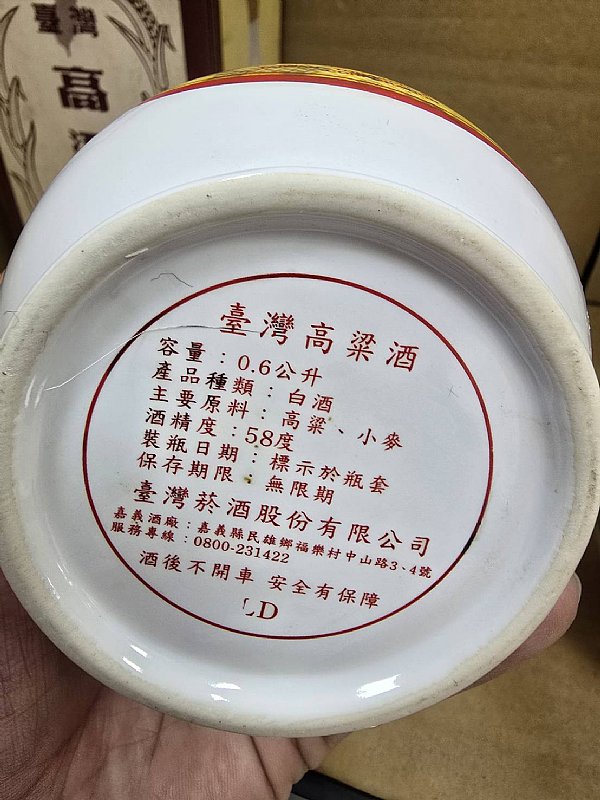 臺灣
高
臺灣高粱酒
容量：0.6公升
產品種類：白酒
主要原料：高粱、小麥
酒精度：58度
裝瓶日期：標示於瓶套
保存期限：無限期
臺灣菸酒股份有限公司
嘉義酒廠：嘉義縣民雄鄉福樂村中山路3、4號
服務專線：0800-231422
酒後不開車 安全有保障
LD